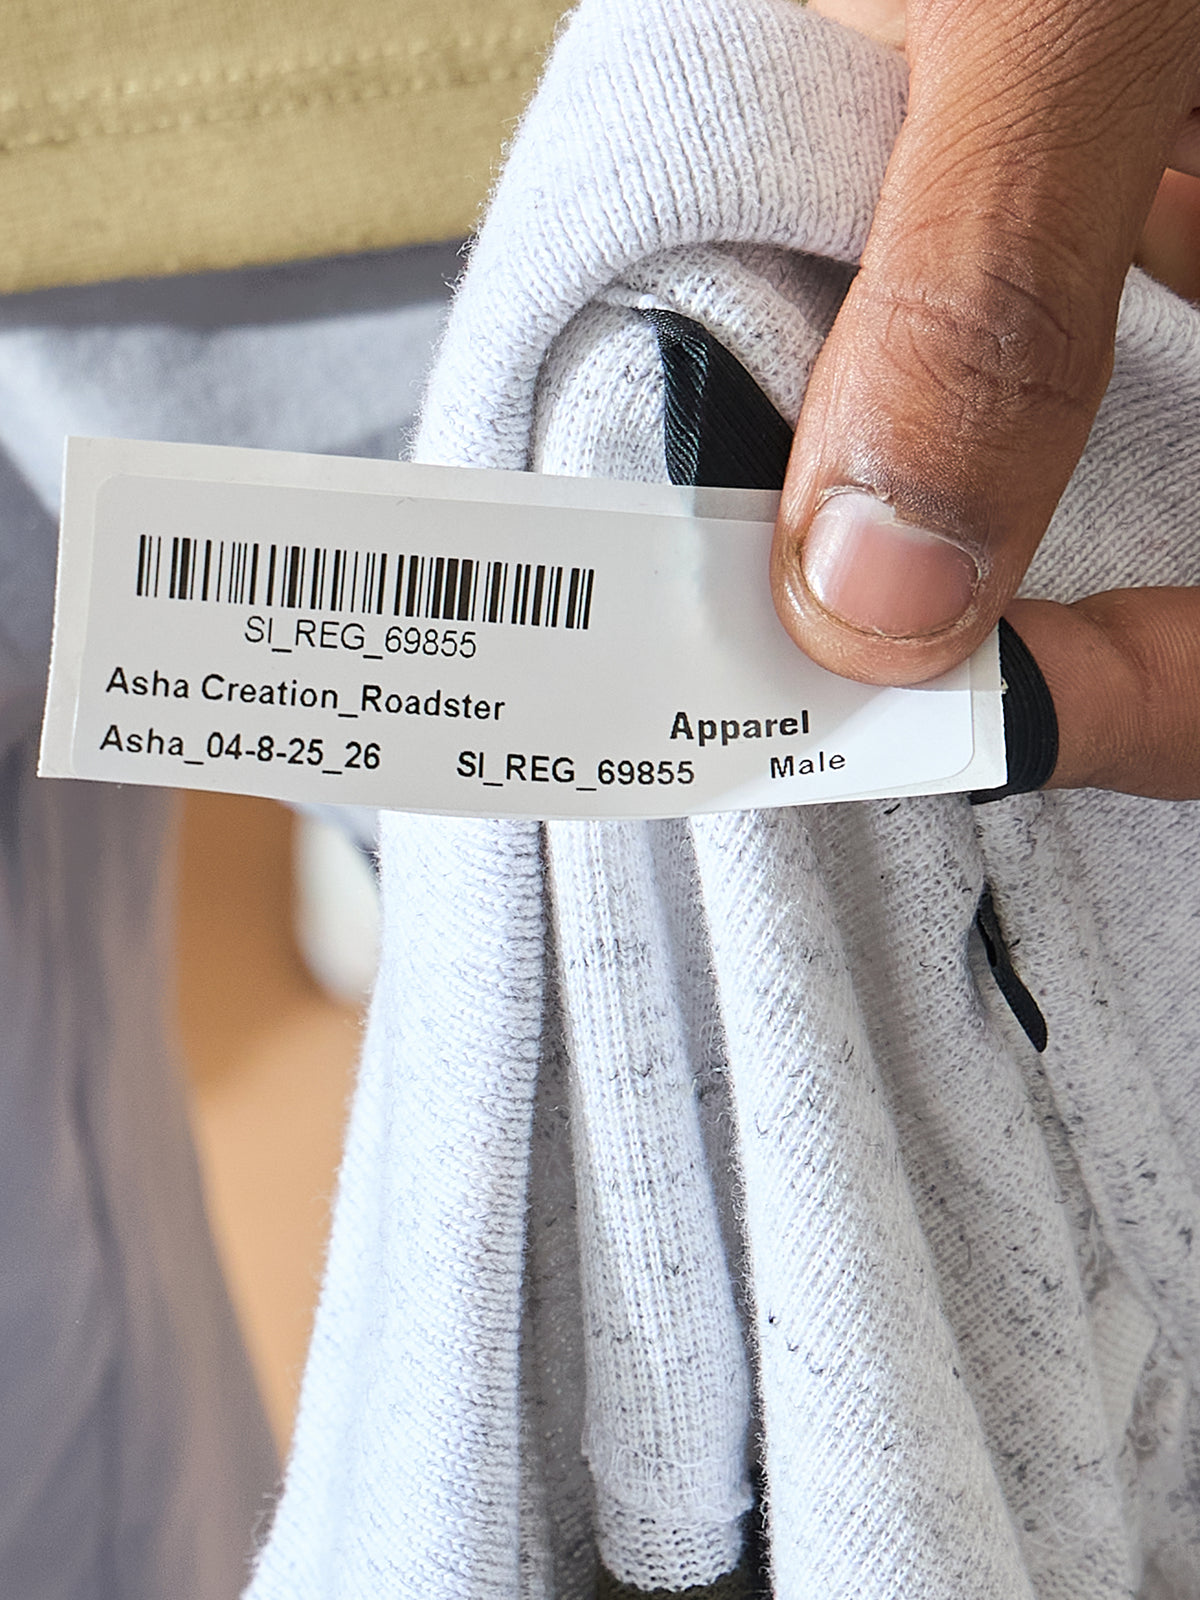 SI_REG_69855
Asha Creation_Roadster
Apparel
Asha_04-8-25_26 SI_REG_69855 Male